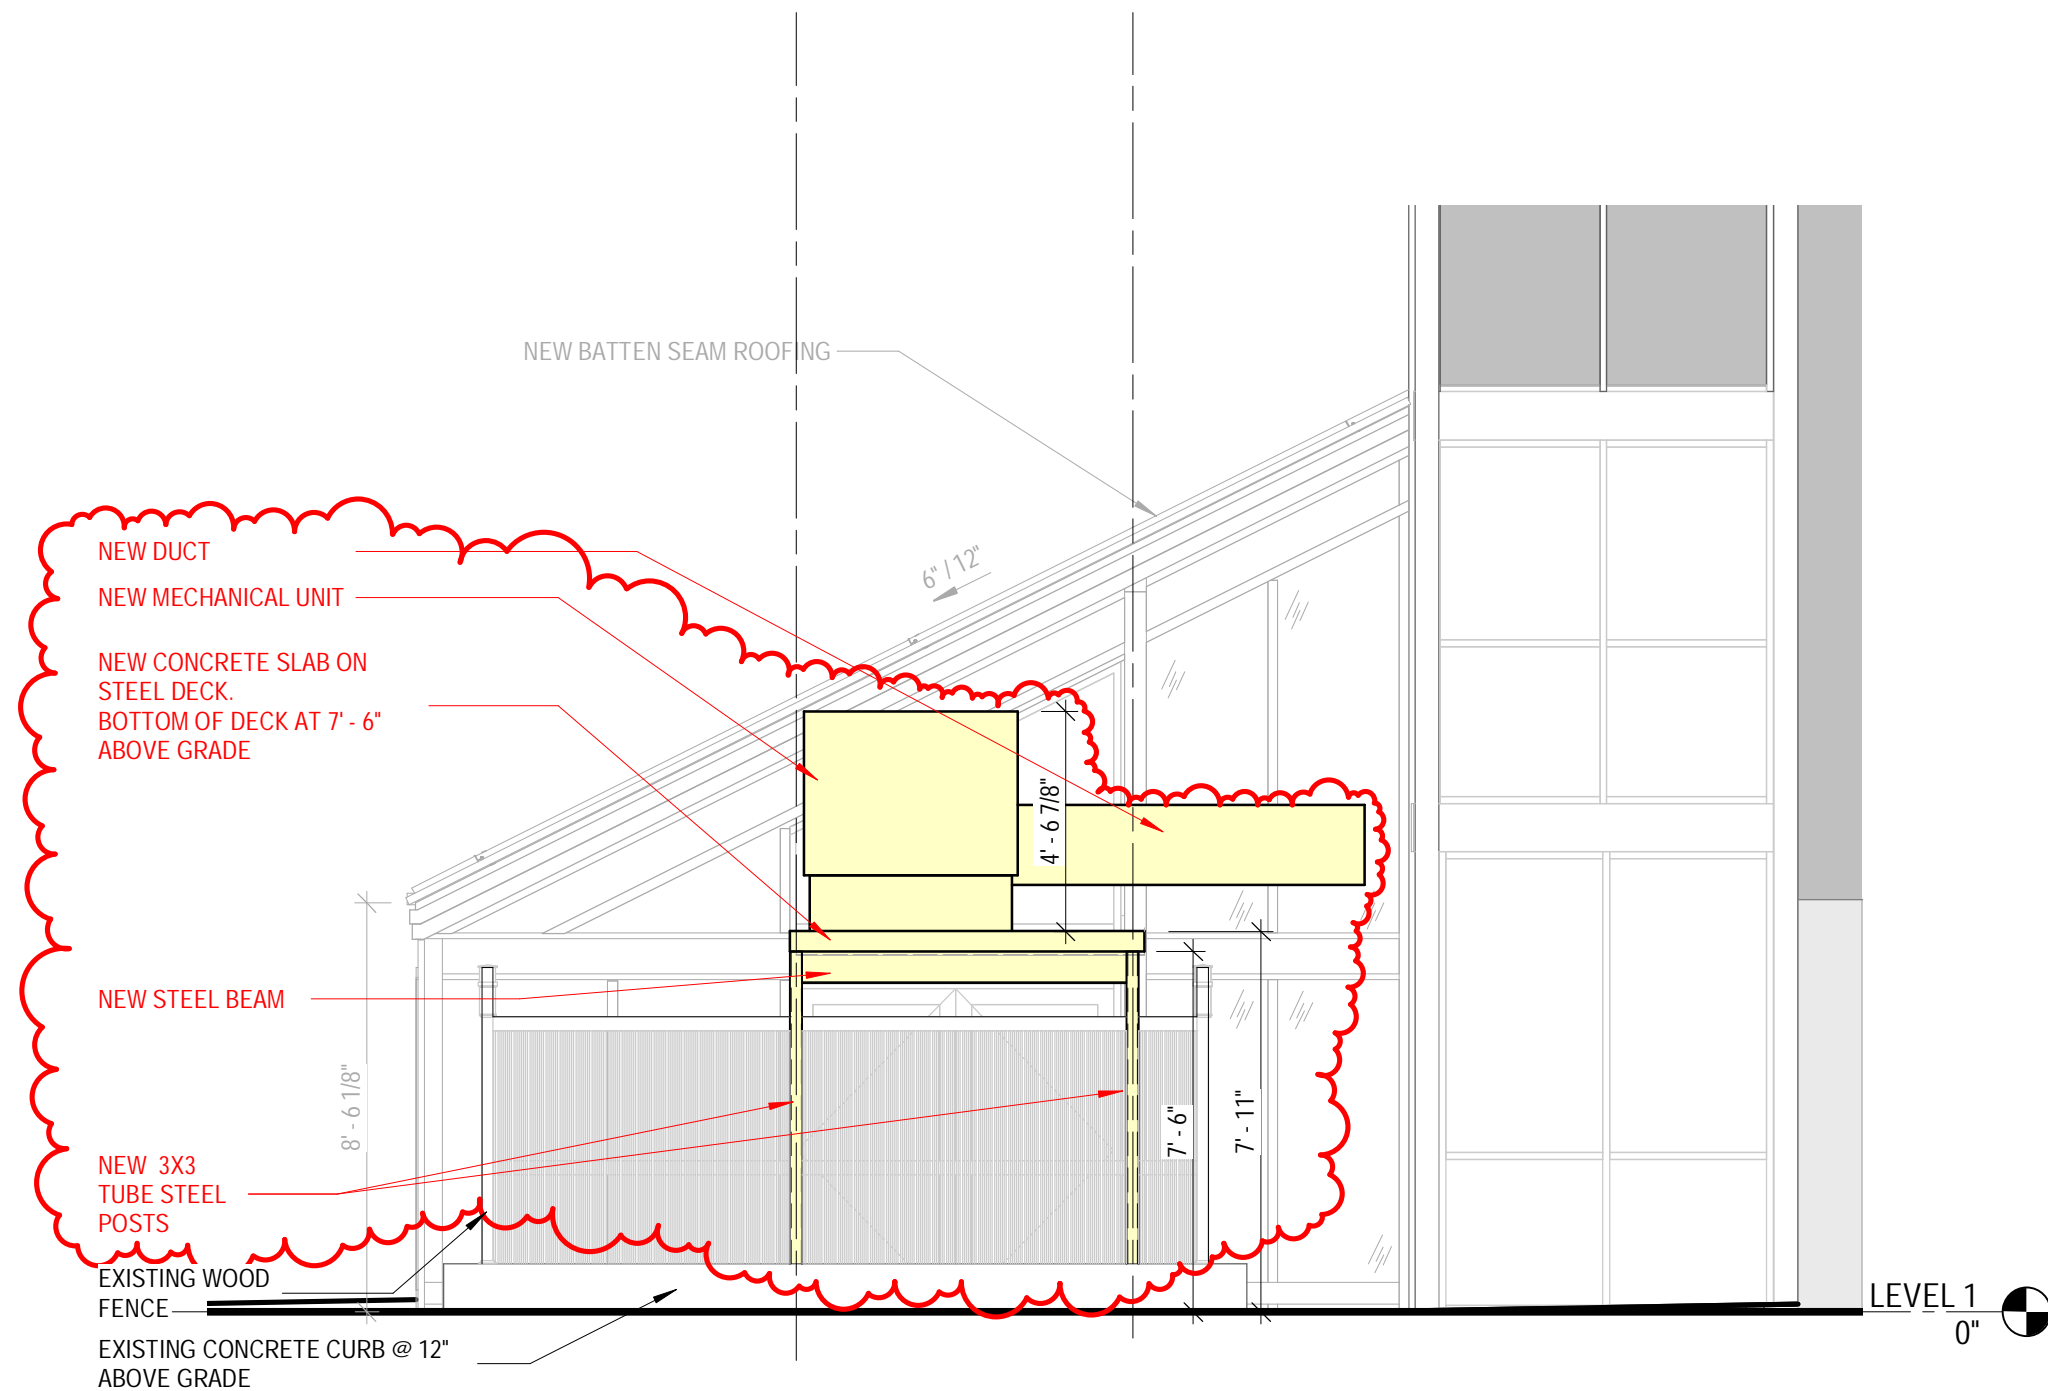 NEW BATTEN SEAM ROOFING
6" / 12"
NEW DUCT
NEW MECHANICAL UNIT
NEW CONCRETE SLAB ON
STEEL DECK.
BOTTOM OF DECK AT 7' - 6"
ABOVE GRADE
4' - 6 7/8"
NEW STEEL BEAM
8' - 6 1/8"
7' - 6"
7' - 11"
NEW 3X3
TUBE STEEL
POSTS
EXISTING WOOD
FENCE
EXISTING CONCRETE CURB @ 12"
ABOVE GRADE
LEVEL 1
0"